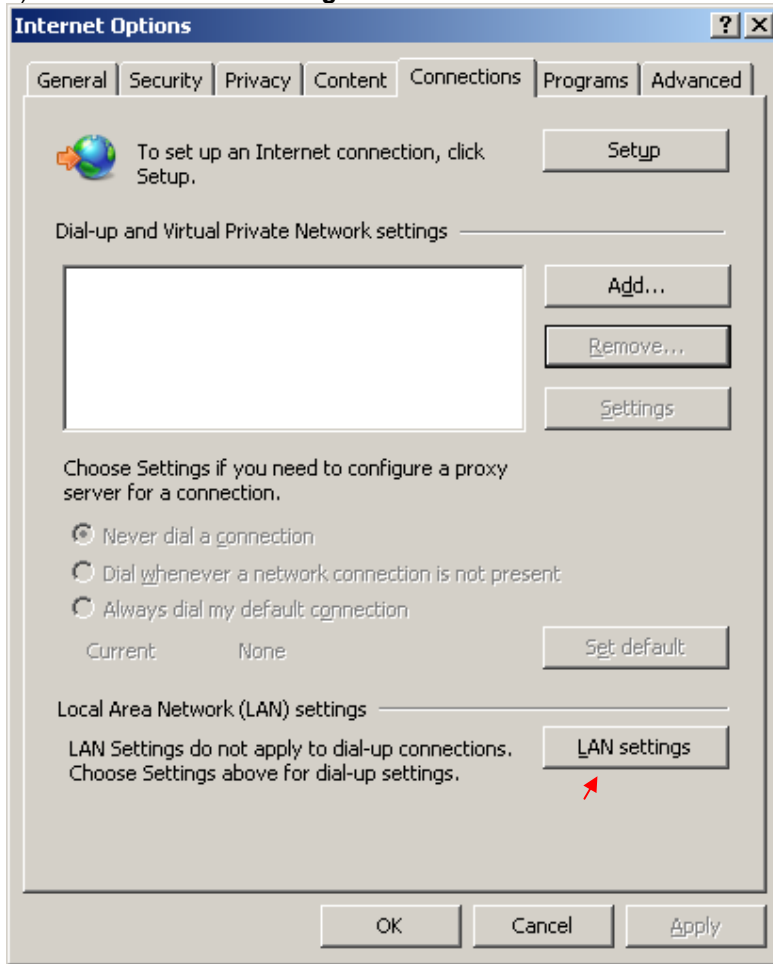 Internet Options
General Security Privacy Content Connections Programs Advanced
To set up an Internet connection, click
Setup.
Setup
Dial-up and Virtual Private Network settings
Add...
Remove...
Settings
Choose Settings if you need to configure a proxy
server for a connection.
Never dial a connection
Dial whenever a network connection is not present
Always dial my default connection
Current None
Set default
Local Area Network (LAN) settings
LAN Settings do not apply to dial-up connections.
Choose Settings above for dial-up settings.
LAN settings
OK Cancel Apply